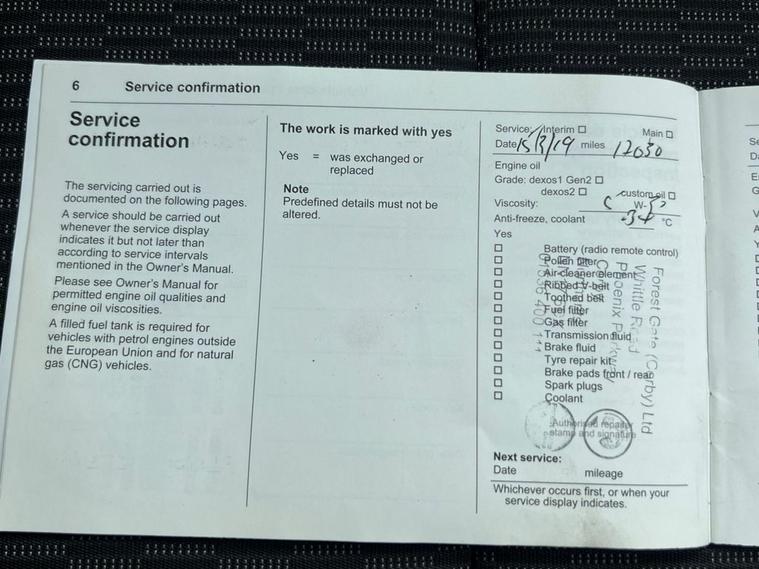 6 Service confirmation
Service
confirmation
The servicing carried out is
documented on the following pages.
A service should be carried out
whenever the service display
indicates it but not later than
according to service intervals
mentioned in the Owner's Manual.
Please see Owner's Manual for
permitted engine oil qualities and
engine oil viscosities.
A filled fuel tank is required for
vehicles with petrol engines outside
the European Union and for natural
gas (CNG) vehicles.
The work is marked with yes
Yes = was exchanged or
replaced
Note
Predefined details must not be
altered.
Service: Interim ☐ Main ☐
Date 15/3/19 miles 12030
Engine oil
Grade: dexos1 Gen2 ☐
dexos2 ☐ custom oil ☐
Viscosity: W-
Anti-freeze, coolant -34 °C
Yes
☐ Battery (radio remote control)
☐ Pollen filter
☐ Air cleaner element
☐ Ribbed V-belt
☐ Toothed belt
☐ Fuel filter
☐ Gas filter
☐ Transmission fluid
☐ Brake fluid
☐ Tyre repair kit
☐ Brake pads front / rear
☐ Spark plugs
☐ Coolant
Forest Gate (Corby) Ltd
Whittle Road
Phoenix Parkway
Authorised repairer
stamp and signature
Next service:
Date mileage
Whichever occurs first, or when your
service display indicates.